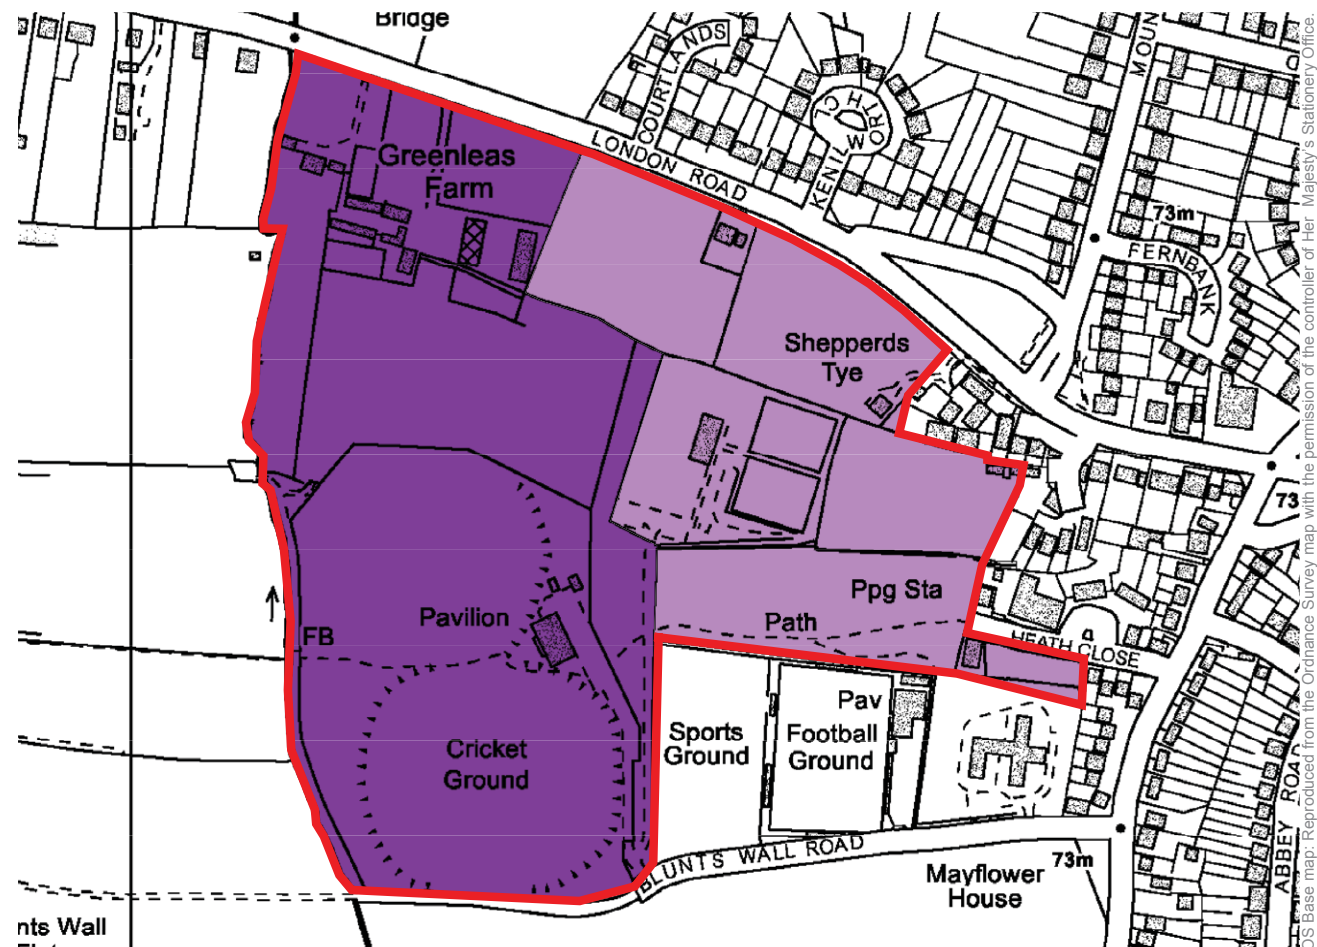 Bridge
COURTLANDS
KENILWORTH CL
MOUN
LONDON ROAD
73m
FERNBANK
Greenleas
Farm
Shepperds
Tye
73
Ppg Sta
Path
Pavilion
FB
HEATH CLOSE
Pav
Sports
Ground
Football
Ground
Cricket
Ground
BLUNTS WALL ROAD
73m
Mayflower
House
ABBEY ROAD
nts Wall
OS Base map: Reproduced from the Ordnance Survey map with the permission of the controller of Her Majesty's Stationery Office.